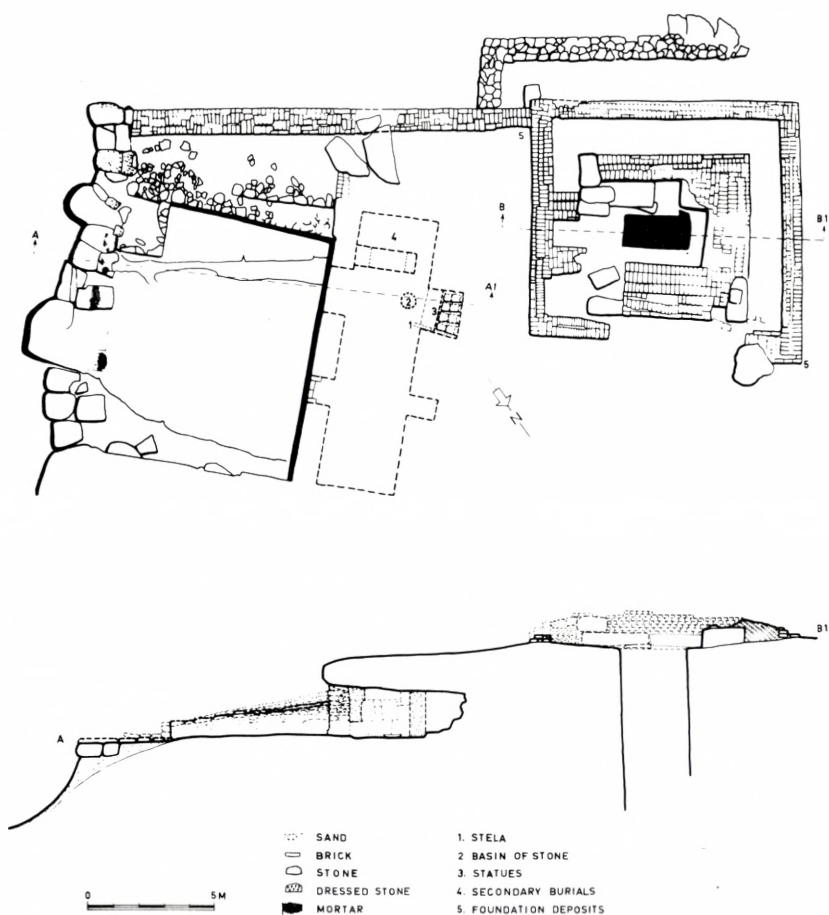 5
A
B
B1
4
A1
2
3
1
5
N
B1
A
SAND
BRICK
STONE
DRESSED STONE
MORTAR
1. STELA
2 BASIN OF STONE
3. STATUES
4. SECONDARY BURIALS
5. FOUNDATION DEPOSITS
0 5 M